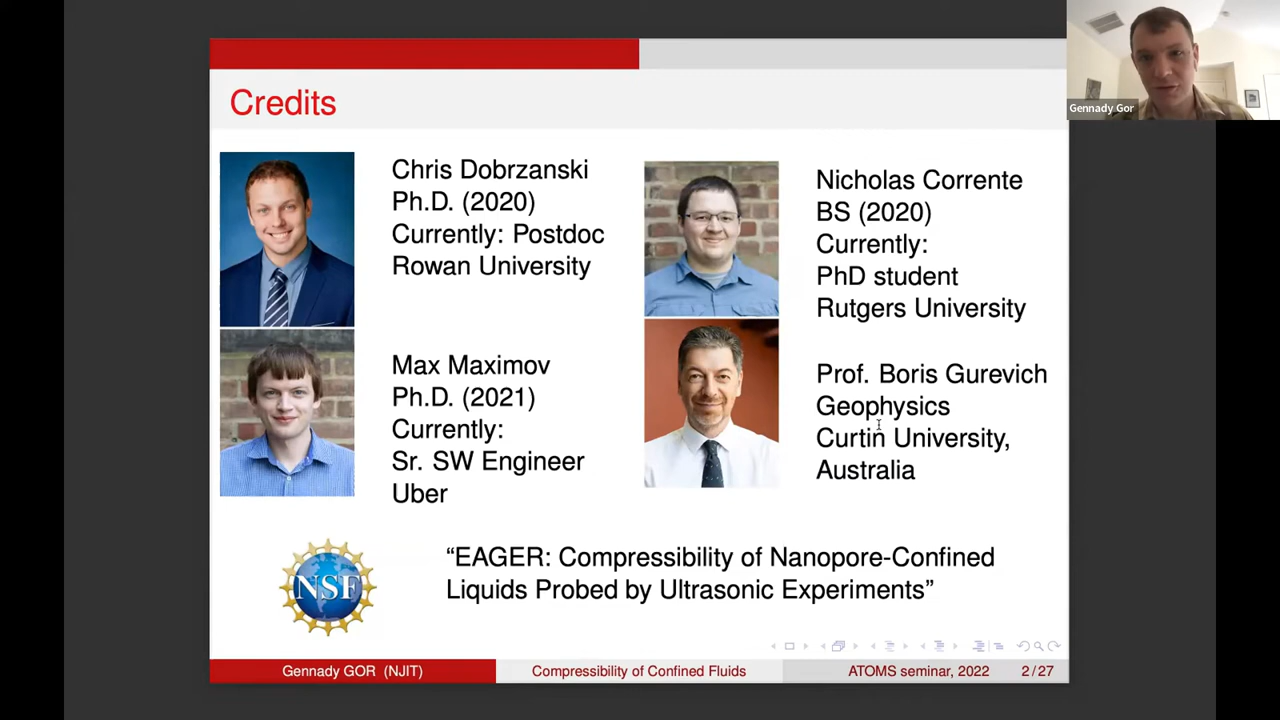 Gennady Gor
Credits
Chris Dobrzanski
Ph.D. (2020)
Currently: Postdoc
Rowan University
Nicholas Corrente
BS (2020)
Currently:
PhD student
Rutgers University
Max Maximov
Ph.D. (2021)
Currently:
Sr. SW Engineer
Uber
Prof. Boris Gurevich
Geophysics
Curtin University,
Australia
NSF
“EAGER: Compressibility of Nanopore-Confined
Liquids Probed by Ultrasonic Experiments”
Gennady GOR (NJIT)
Compressibility of Confined Fluids
ATOMS seminar, 2022
2 / 27